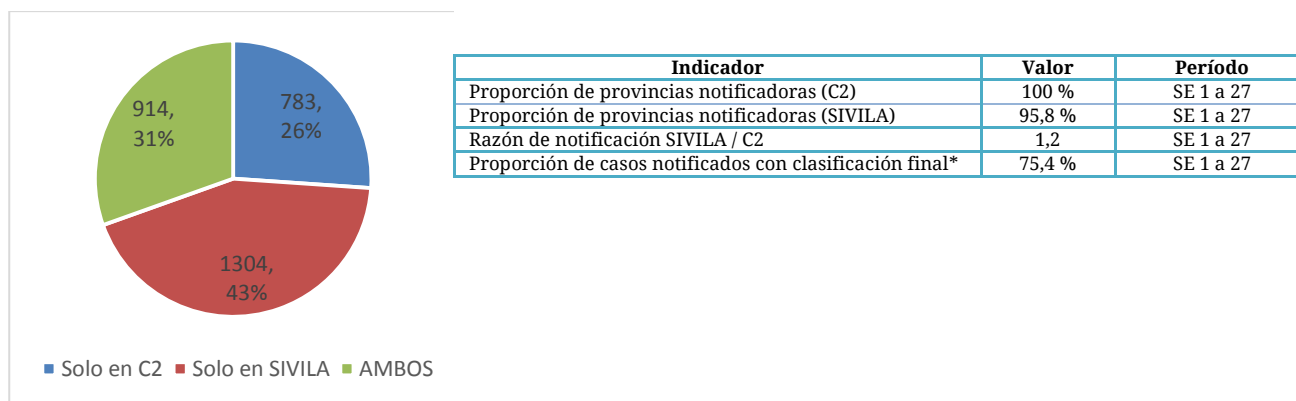 914,
31%
783,
26%
1304,
43%
Solo en C2 Solo en SIVILA AMBOS
Indicador Valor Período
Proporción de provincias notificadoras (C2) 100 % SE 1 a 27
Proporción de provincias notificadoras (SIVILA) 95,8 % SE 1 a 27
Razón de notificación SIVILA / C2 1,2 SE 1 a 27
Proporción de casos notificados con clasificación final* 75,4 % SE 1 a 27